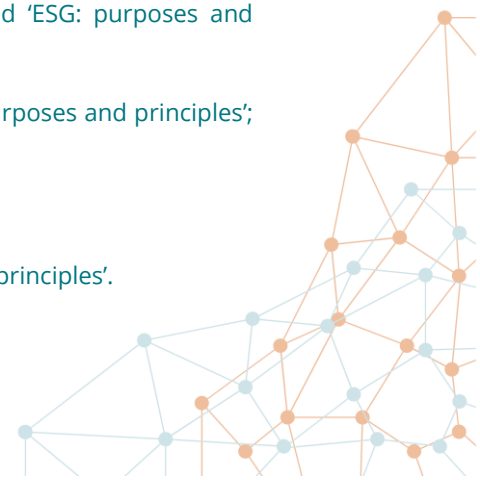 d ‘ESG: purposes and
rposes and principles’;
principles’.